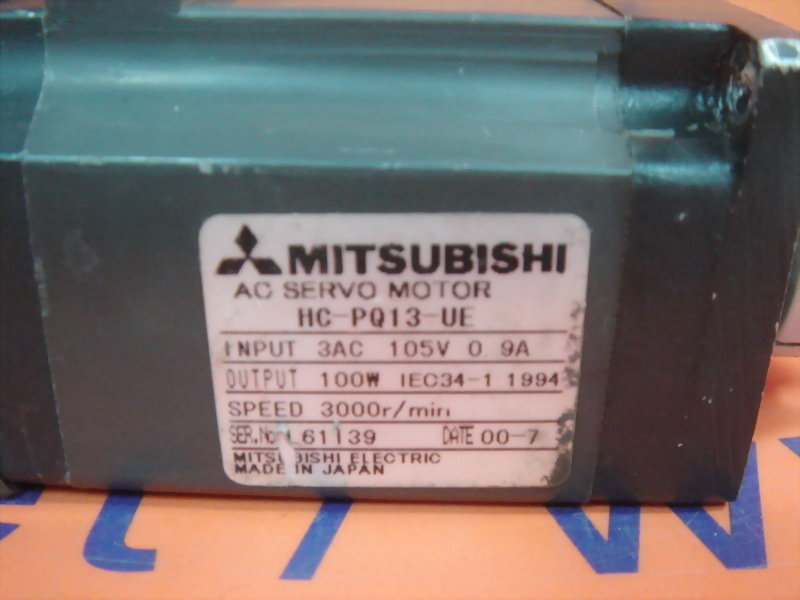 MITSUBISHI
AC SERVO MOTOR
HC-PQ13-UE
INPUT 3AC 105V 0.9A
OUTPUT 100W IEC34-1 1994
SPEED 3000r/min
SER.No L61139 DATE 00-7
MITSUBISHI ELECTRIC
MADE IN JAPAN